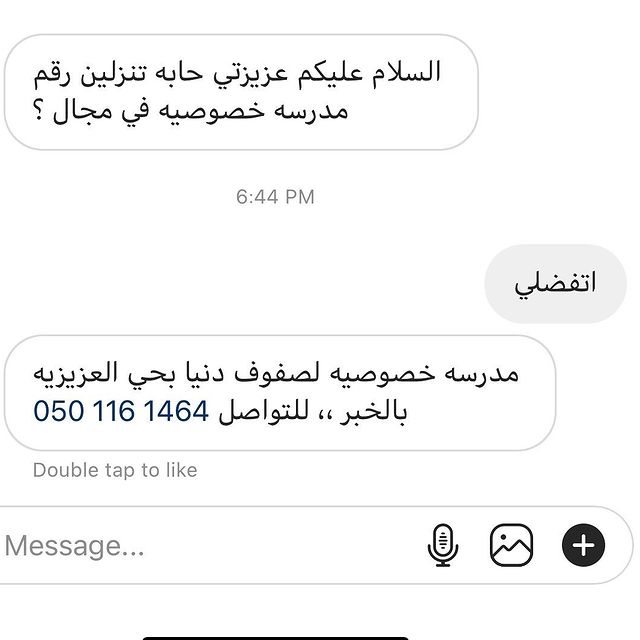 السلام عليكم عزيزتي حابه تنزلين رقم
مدرسه خصوصيه في مجال ؟
6:44 PM
اتفضلي
مدرسه خصوصيه لصفوف دنيا بحي العزيزيه
بالخبر ،، للتواصل 050 116 1464
Double tap to like
Message...